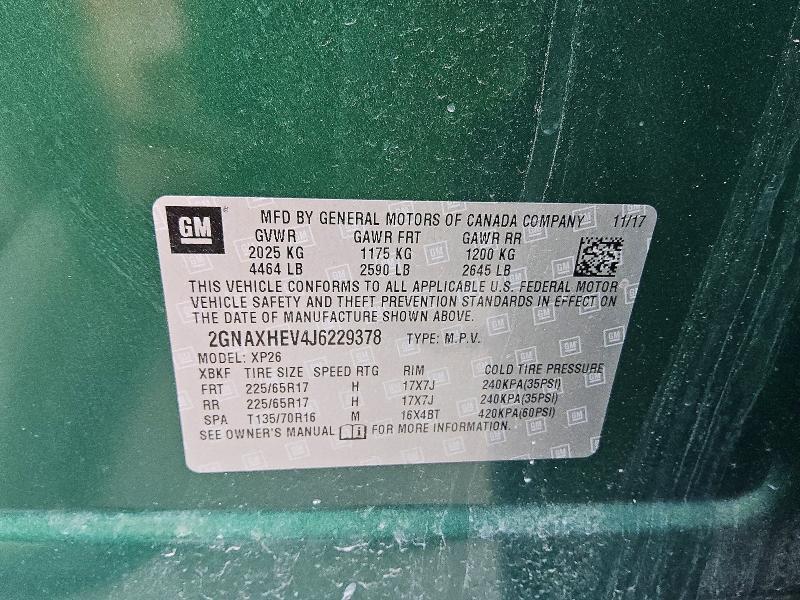 GM ® MFD BY GENERAL MOTORS OF CANADA COMPANY 11/17
GVWR GAWR FRT GAWR RR
2025 KG 1175 KG 1200 KG
4464 LB 2590 LB 2645 LB
THIS VEHICLE CONFORMS TO ALL APPLICABLE U.S. FEDERAL MOTOR
VEHICLE SAFETY AND THEFT PREVENTION STANDARDS IN EFFECT ON
THE DATE OF MANUFACTURE SHOWN ABOVE.
2GNAXHEV4J6229378 TYPE: M.P.V.
MODEL: XP26
XBKF TIRE SIZE SPEED RTG RIM COLD TIRE PRESSURE
FRT 225/65R17 H 17X7J 240KPA(35PSI)
RR 225/65R17 H 17X7J 240KPA(35PSI)
SPA T135/70R16 M 16X4BT 420KPA(60PSI)
SEE OWNER'S MANUAL FOR MORE INFORMATION.